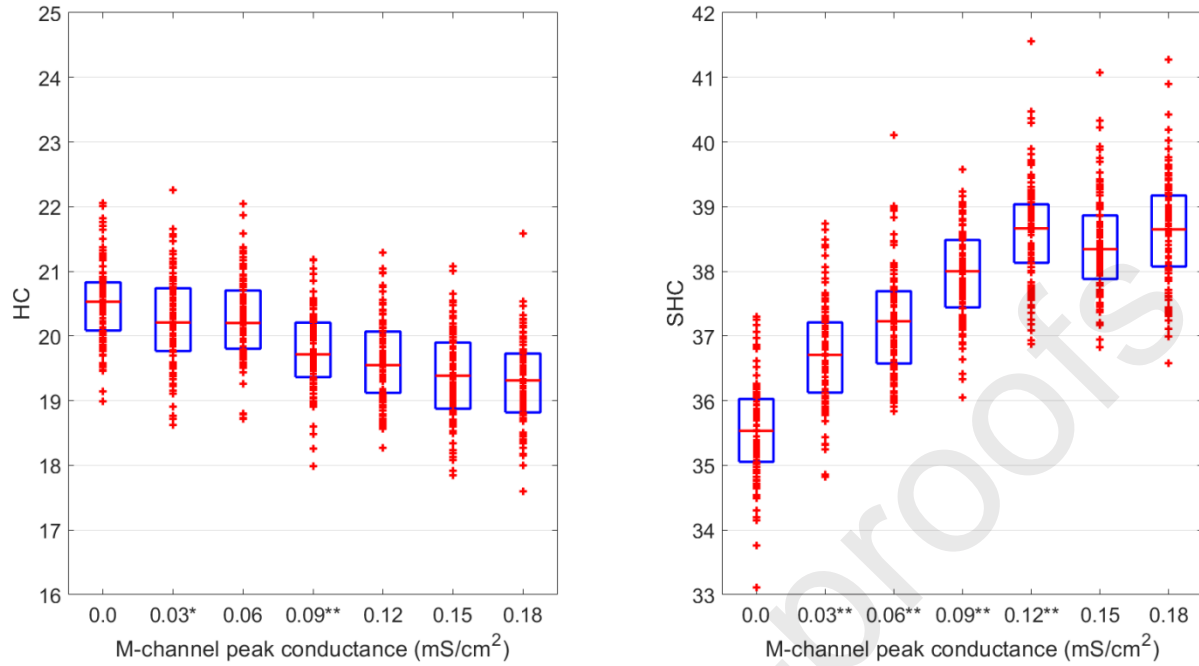 25
24
23
22
21
20
19
18
17
16
HC
0.0 0.03* 0.06 0.09** 0.12 0.15 0.18
M-channel peak conductance (mS/cm²)
42
41
40
39
38
37
36
35
34
33
SHC
0.0 0.03** 0.06** 0.09** 0.12** 0.15 0.18
M-channel peak conductance (mS/cm²)
proofs